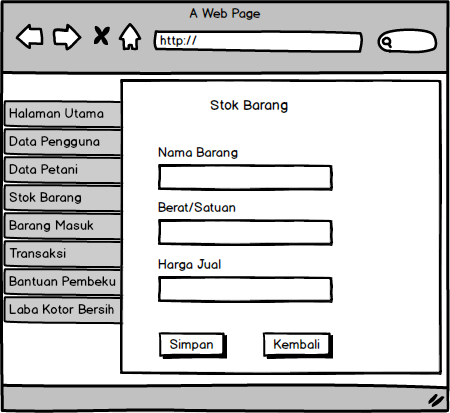 A Web Page
http://
Halaman Utama
Data Pengguna
Data Petani
Stok Barang
Barang Masuk
Transaksi
Bantuan Pembeku
Laba Kotor Bersih
Stok Barang
Nama Barang
Berat/Satuan
Harga Jual
Simpan
Kembali